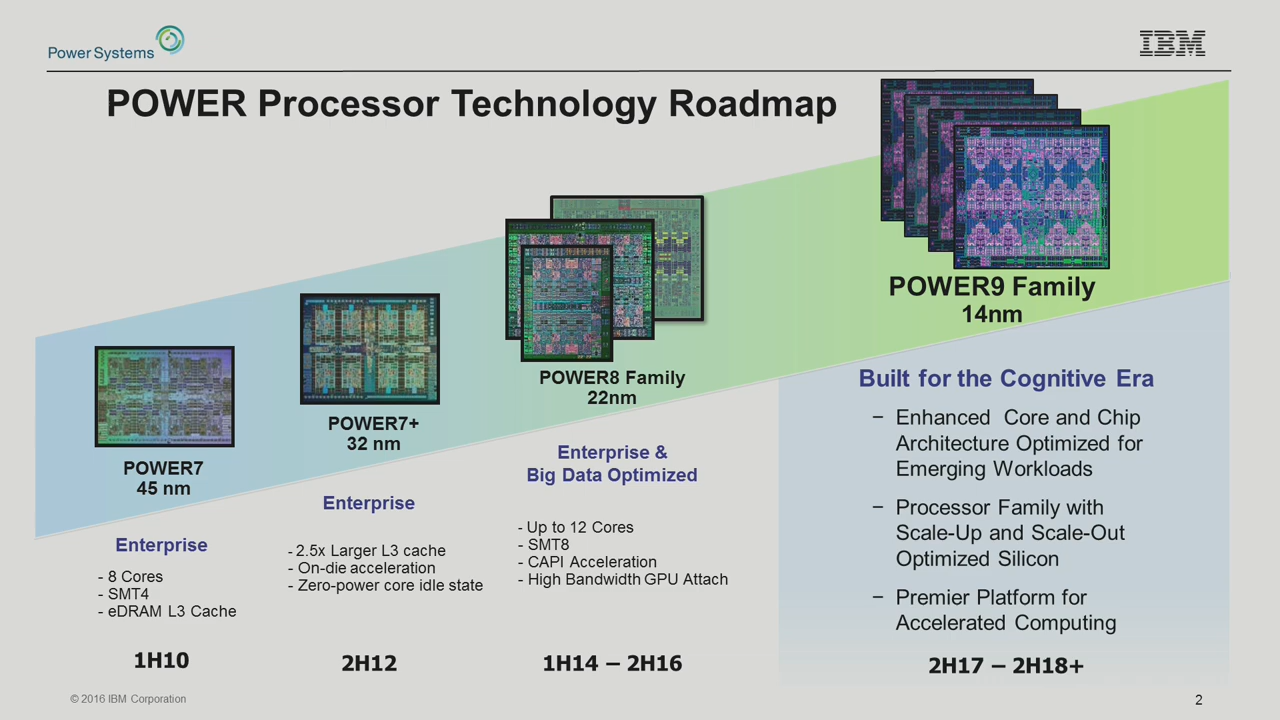 Power Systems
IBM
POWER Processor Technology Roadmap
POWER7
45 nm
Enterprise
- 8 Cores
- SMT4
- eDRAM L3 Cache
1H10
POWER7+
32 nm
Enterprise
- 2.5x Larger L3 cache
- On-die acceleration
- Zero-power core idle state
2H12
POWER8 Family
22nm
Enterprise &
Big Data Optimized
- Up to 12 Cores
- SMT8
- CAPI Acceleration
- High Bandwidth GPU Attach
1H14 – 2H16
POWER9 Family
14nm
Built for the Cognitive Era
− Enhanced Core and Chip
Architecture Optimized for
Emerging Workloads
− Processor Family with
Scale-Up and Scale-Out
Optimized Silicon
− Premier Platform for
Accelerated Computing
2H17 – 2H18+
© 2016 IBM Corporation
2